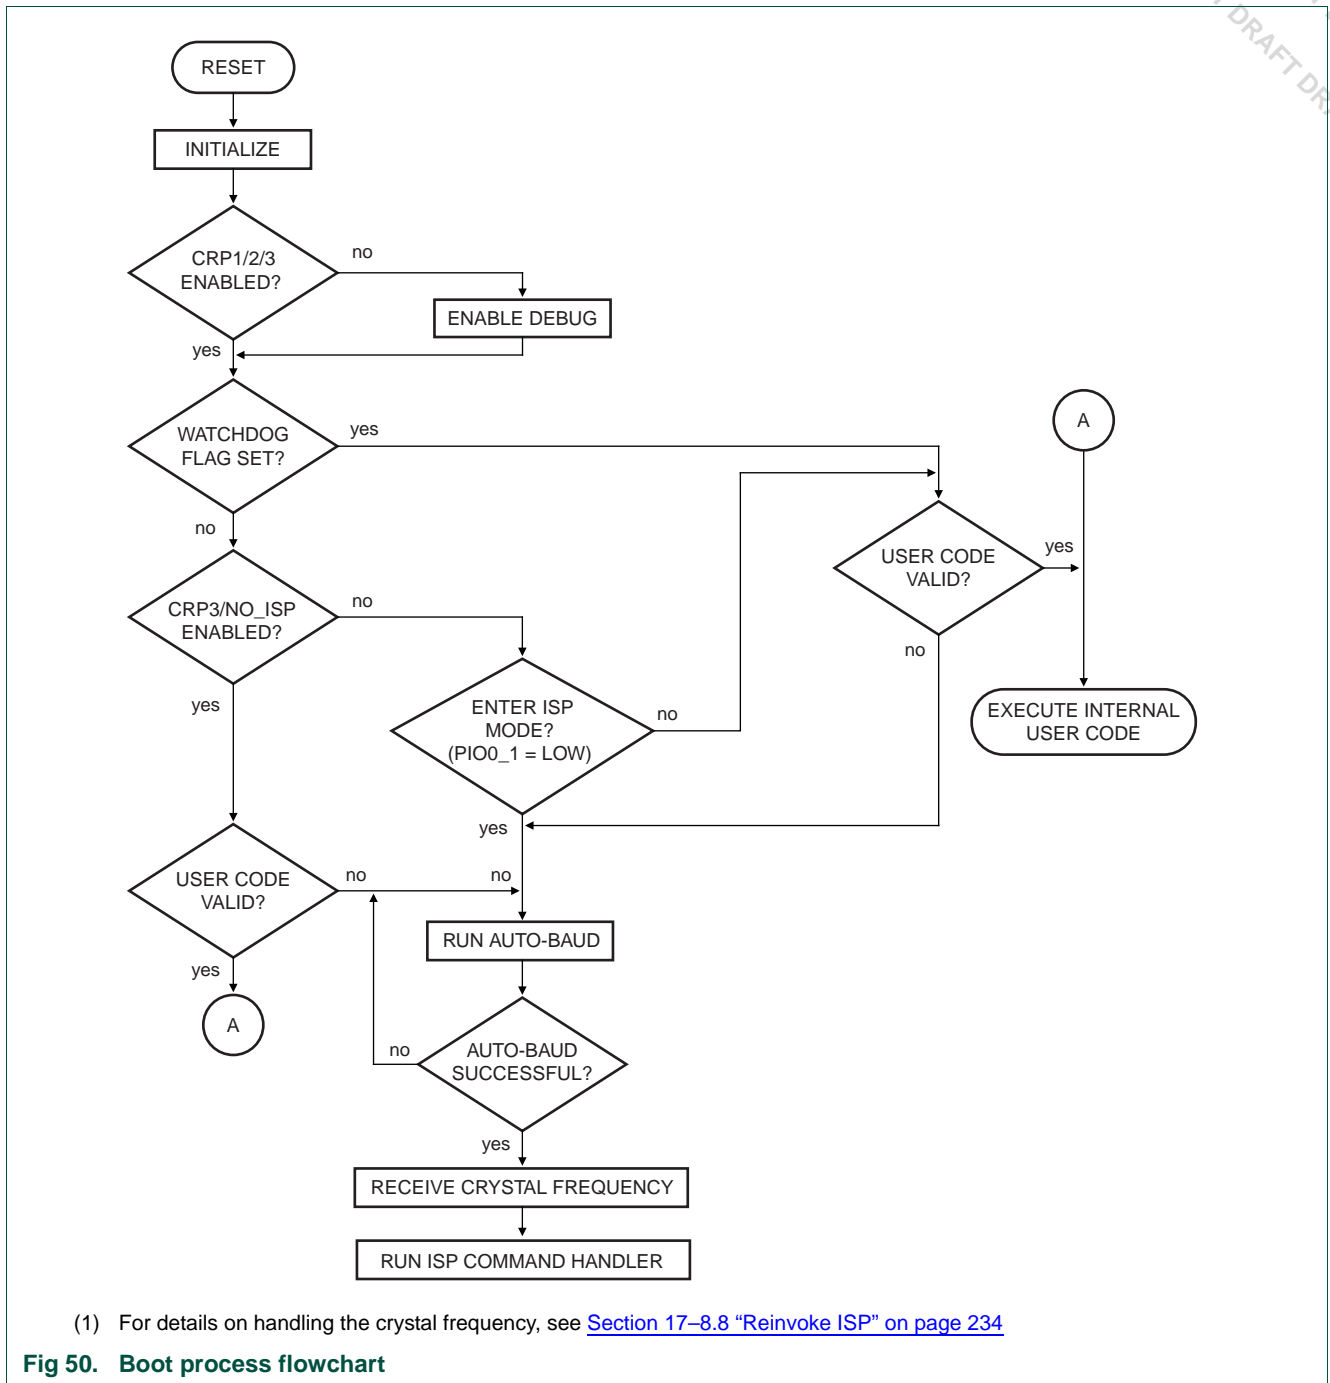 DRAFT DR
RESET
INITIALIZE
CRP1/2/3
ENABLED?
no
ENABLE DEBUG
yes
WATCHDOG
FLAG SET?
yes
A
no
USER CODE
VALID?
yes
CRP3/NO_ISP
ENABLED?
no
no
yes
ENTER ISP
MODE?
(PIO0_1 = LOW)
no
EXECUTE INTERNAL
USER CODE
yes
USER CODE
VALID?
no
no
RUN AUTO-BAUD
yes
A
no
AUTO-BAUD
SUCCESSFUL?
yes
RECEIVE CRYSTAL FREQUENCY
RUN ISP COMMAND HANDLER
(1) For details on handling the crystal frequency, see Section 17–8.8 “Reinvoke ISP” on page 234
Fig 50. Boot process flowchart